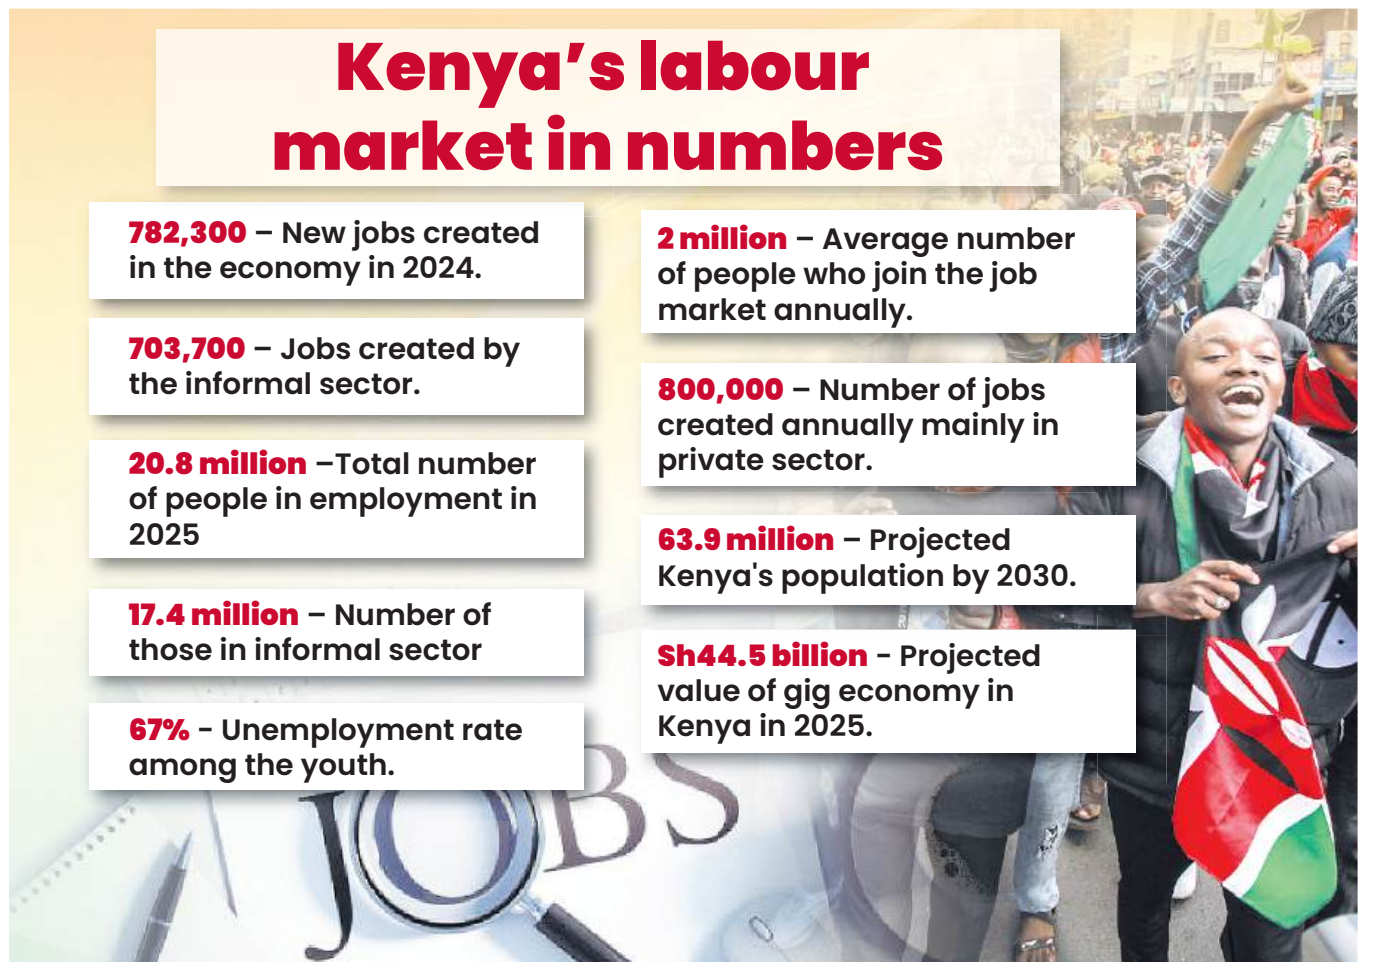 Kenya’s labour
market in numbers
782,300 – New jobs created
in the economy in 2024.
703,700 – Jobs created by
the informal sector.
20.8 million –Total number
of people in employment in
2025
17.4 million – Number of
those in informal sector
67% - Unemployment rate
among the youth.
2 million – Average number
of people who join the job
market annually.
800,000 – Number of jobs
created annually mainly in
private sector.
63.9 million – Projected
Kenya's population by 2030.
Sh44.5 billion - Projected
value of gig economy in
Kenya in 2025.
JOBS